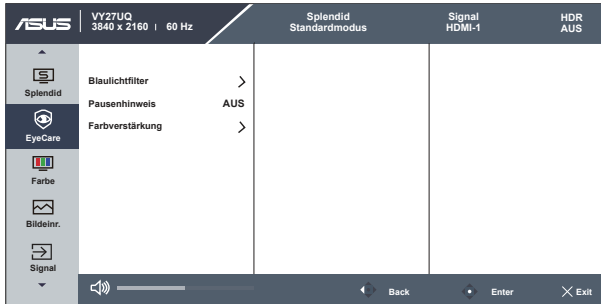 ASUS
VY27UQ
3840 x 2160 | 60 Hz
Splendid
Standardmodus
Signal
HDMI-1
HDR
AUS
Splendid
EyeCare
Farbe
Bildeinr.
Signal
Blaulichtfilter
Pausenhinweis AUS
Farbverstärkung
Back
Enter
Exit